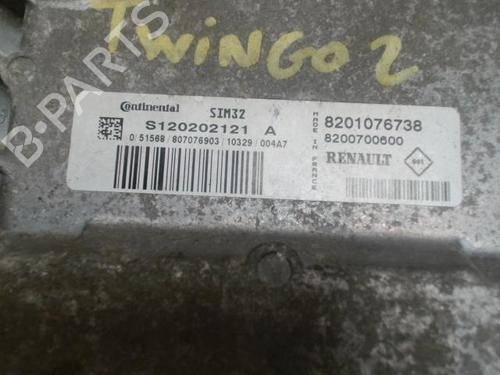 B-PARTS
TWINGO 2
Continental SIM32
S120202121 A
0/51568 807076903 10329 004A7
MADE IN FRANCE
8201076738
8200700600
RENAULT